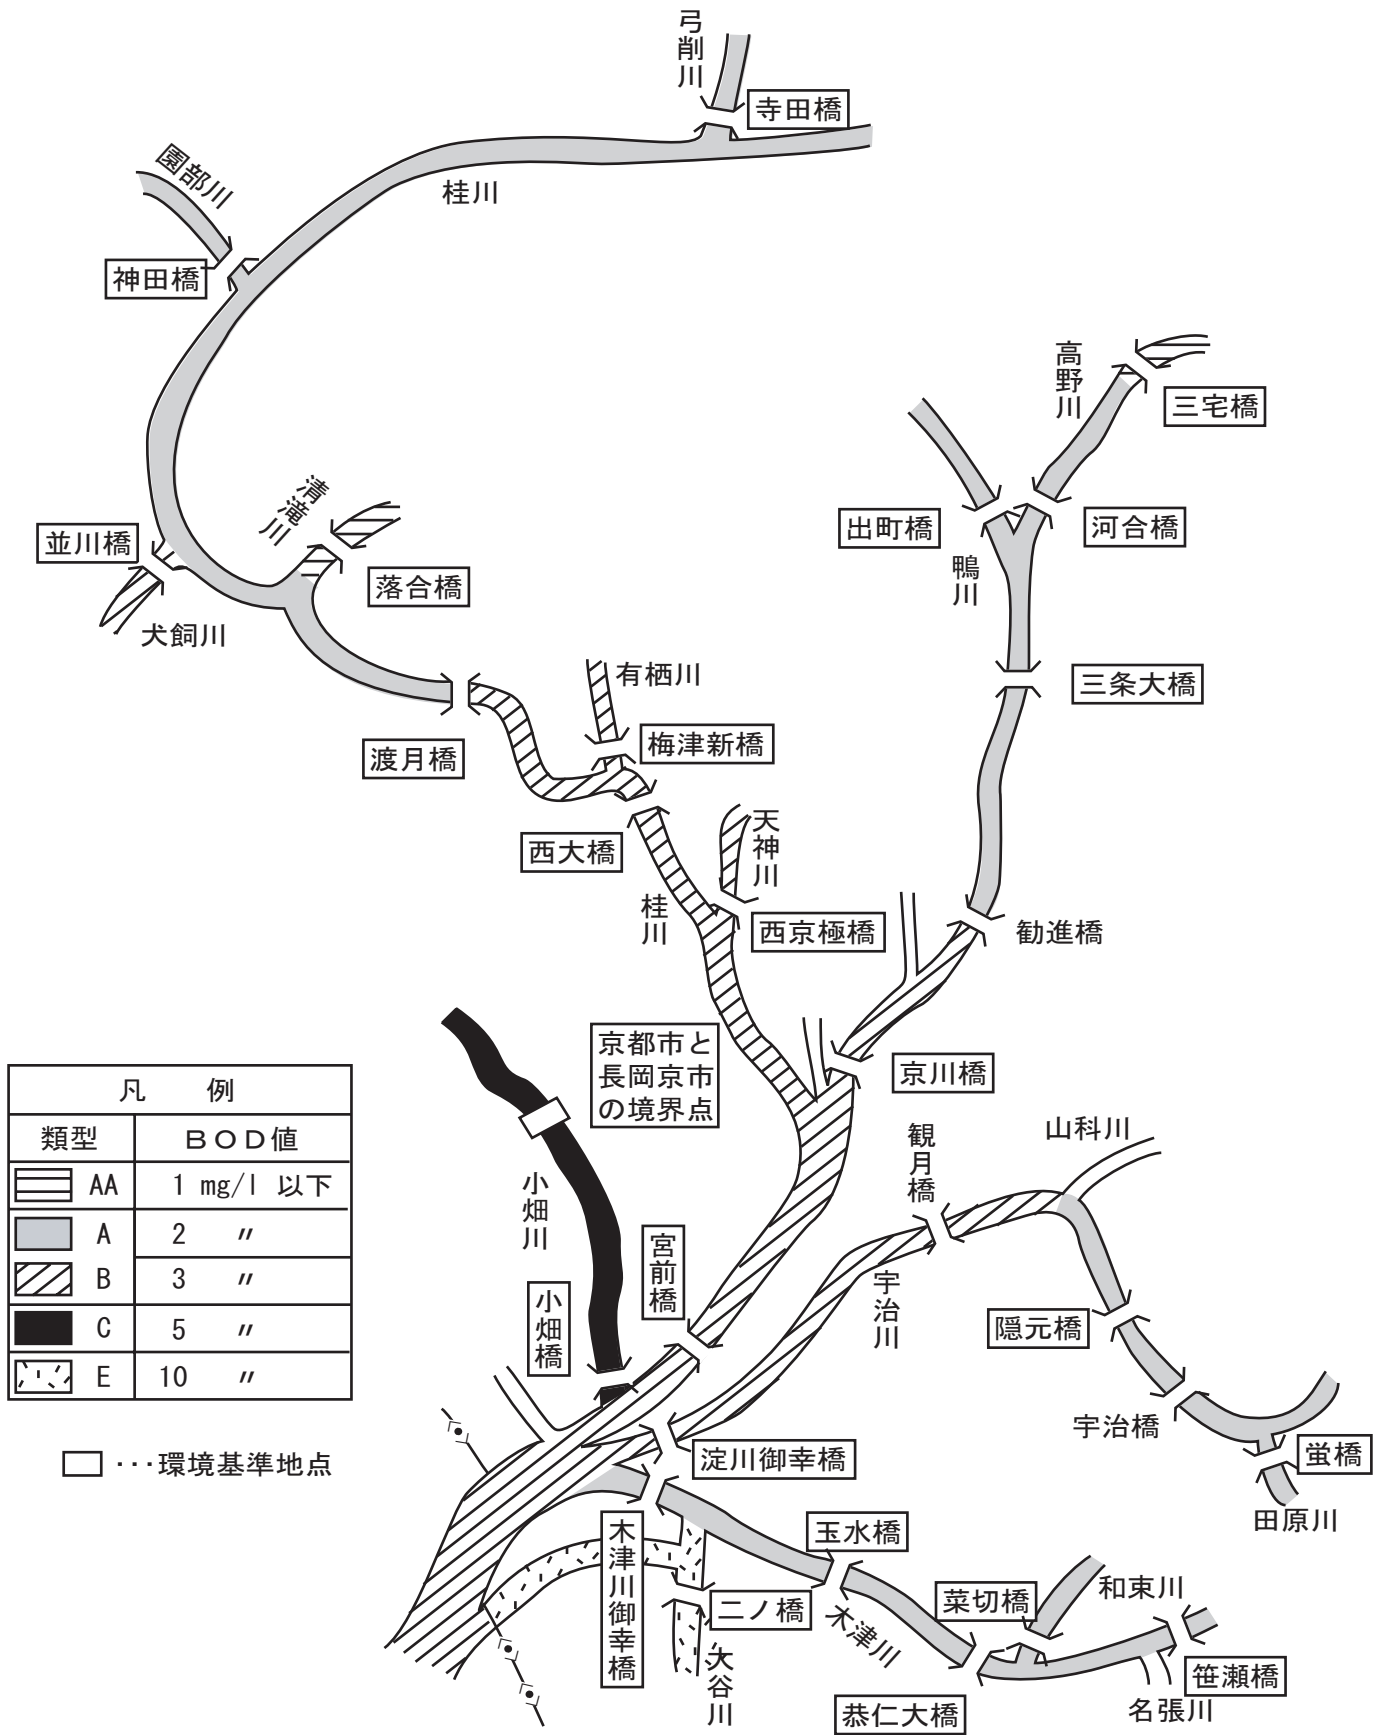 弓削川
寺田橋
園部川
桂川
神田橋
高野川
三宅橋
清滝川
並川橋
落合橋
出町橋
河合橋
鴨川
犬飼川
有栖川
三条大橋
渡月橋
梅津新橋
西大橋
天神川
桂川
西京極橋
勧進橋
京都市と
長岡京市
の境界点
京川橋
凡 例
類型 BOD値
AA 1 mg/l 以下
A 2 〃
B 3 〃
C 5 〃
E 10 〃
観月橋
山科川
小畑川
宮前橋
小畑橋
宇治川
隠元橋
宇治橋
淀川御幸橋
蛍橋
□ ･･･環境基準地点
田原川
木津川御幸橋
玉水橋
菜切橋
和束川
二ノ橋
木津川
大谷川
笹瀬橋
恭仁大橋
名張川